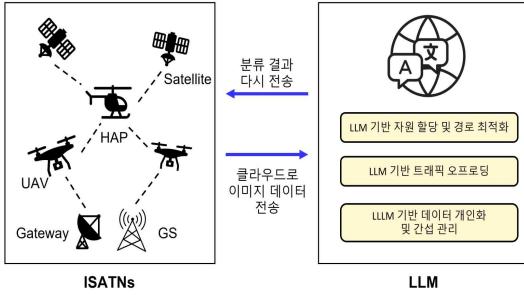 Satellite
HAP
UAV
Gateway
GS
ISATNs
분류 결과
다시 전송
클라우드로
이미지 데이터
전송
A
文
LLM 기반 자원 할당 및 경로 최적화
LLM 기반 트래픽 오프로딩
LLLM 기반 데이터 개인화
및 간섭 관리
LLM